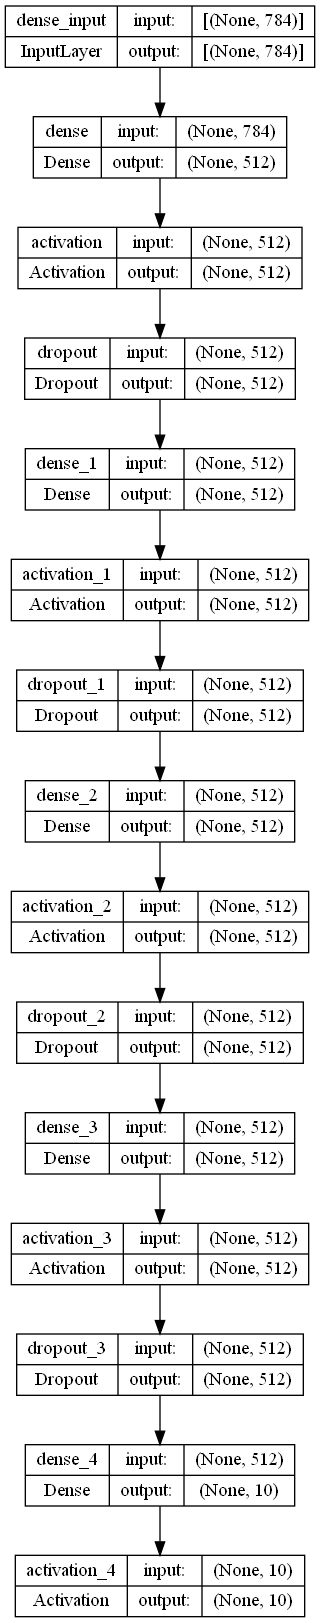 dense_input input: [(None, 784)]
InputLayer output: [(None, 784)]
dense input: (None, 784)
Dense output: (None, 512)
activation input: (None, 512)
Activation output: (None, 512)
dropout input: (None, 512)
Dropout output: (None, 512)
dense_1 input: (None, 512)
Dense output: (None, 512)
activation_1 input: (None, 512)
Activation output: (None, 512)
dropout_1 input: (None, 512)
Dropout output: (None, 512)
dense_2 input: (None, 512)
Dense output: (None, 512)
activation_2 input: (None, 512)
Activation output: (None, 512)
dropout_2 input: (None, 512)
Dropout output: (None, 512)
dense_3 input: (None, 512)
Dense output: (None, 512)
activation_3 input: (None, 512)
Activation output: (None, 512)
dropout_3 input: (None, 512)
Dropout output: (None, 512)
dense_4 input: (None, 512)
Dense output: (None, 10)
activation_4 input: (None, 10)
Activation output: (None, 10)